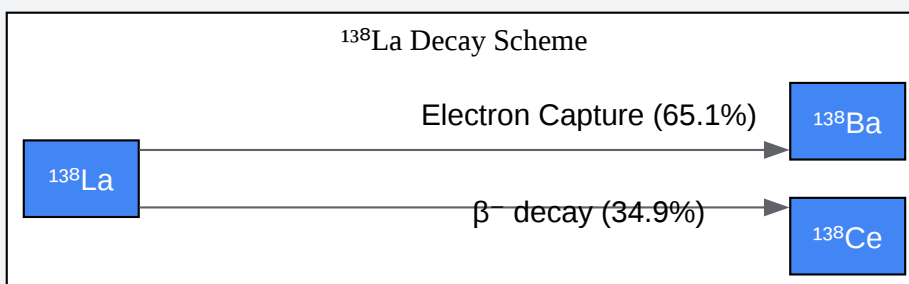 ¹³⁸La Decay Scheme
Electron Capture (65.1%)
¹³⁸Ba
¹³⁸La
β⁻ decay (34.9%)
¹³⁸Ce